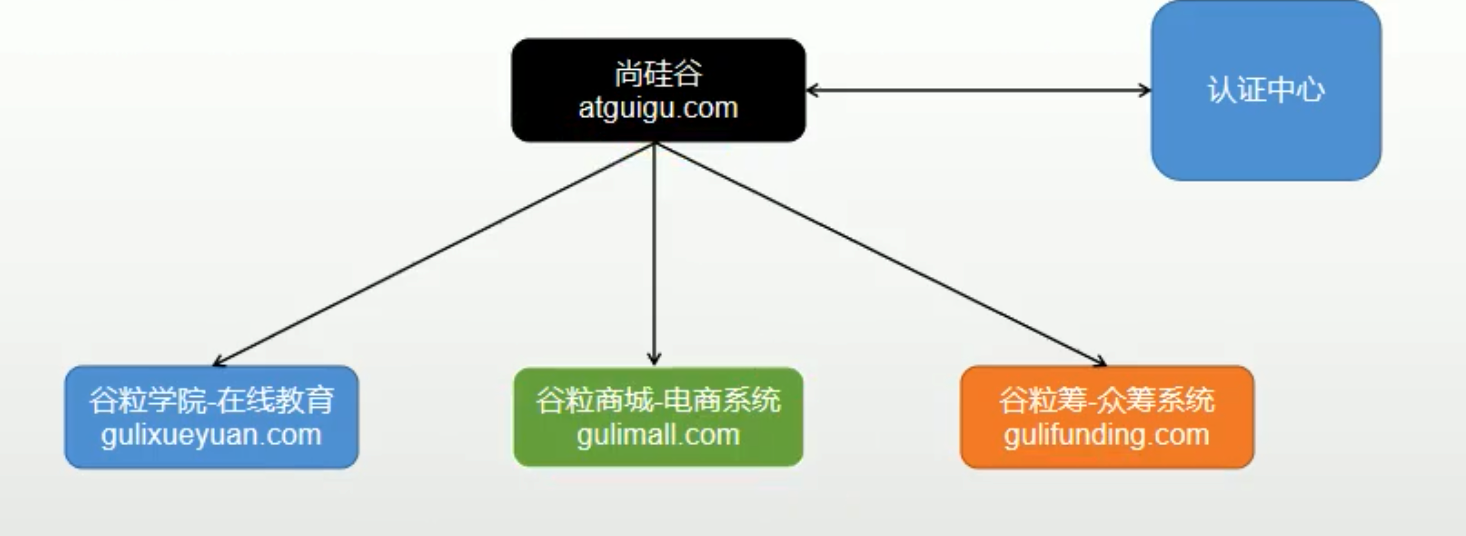 尚硅谷
atguigu.com
认证中心
谷粒学院-在线教育
gulixueyuan.com
谷粒商城-电商系统
gulimall.com
谷粒筹-众筹系统
gulifunding.com